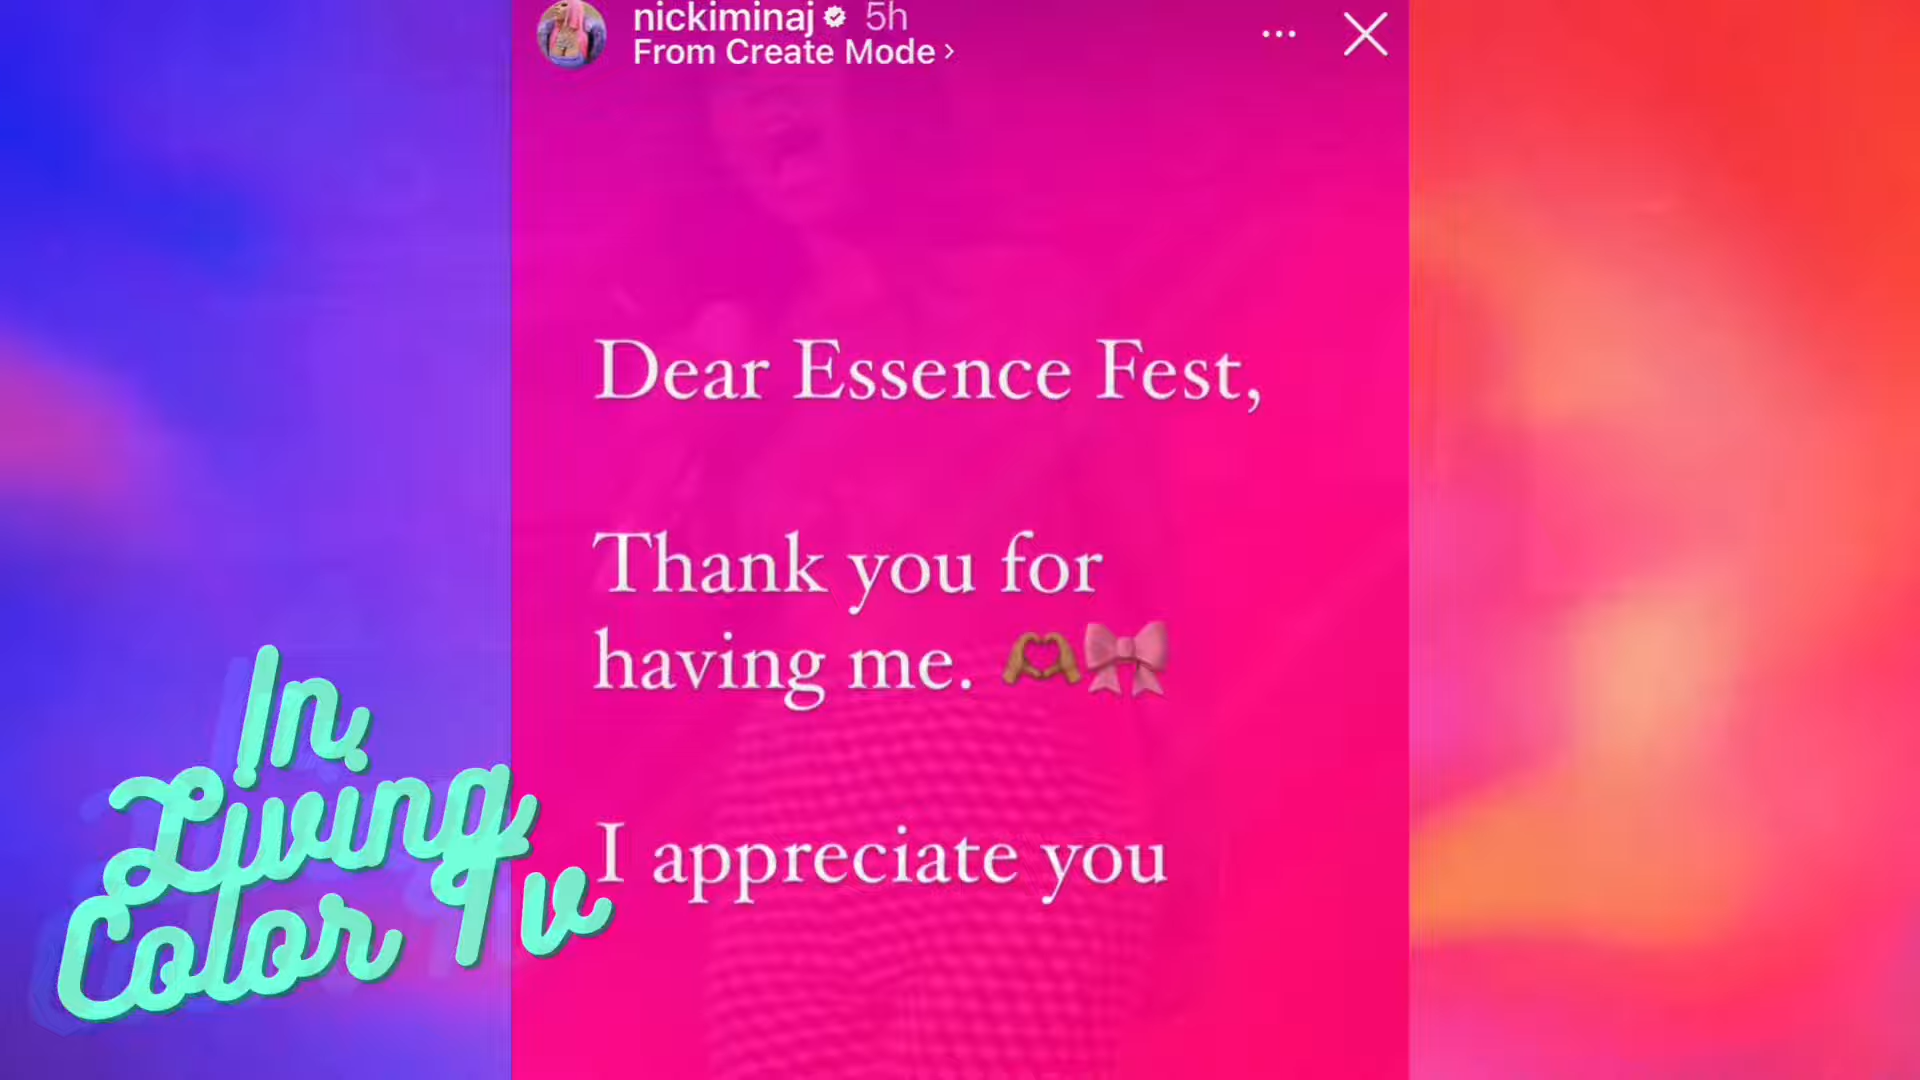 nickiminaj 5h
From Create Mode
Dear Essence Fest,
Thank you for
having me. 🫶🏽🎀
I appreciate you
In
Living
Color Tv